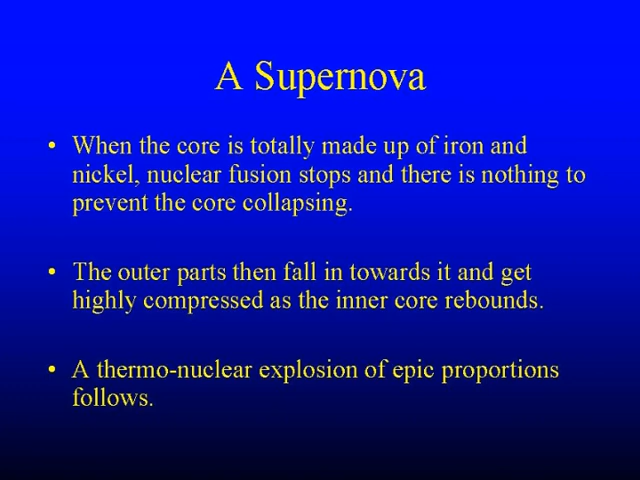 A Supernova
• When the core is totally made up of iron and
nickel, nuclear fusion stops and there is nothing to
prevent the core collapsing.
• The outer parts then fall in towards it and get
highly compressed as the inner core rebounds.
• A thermo-nuclear explosion of epic proportions
follows.